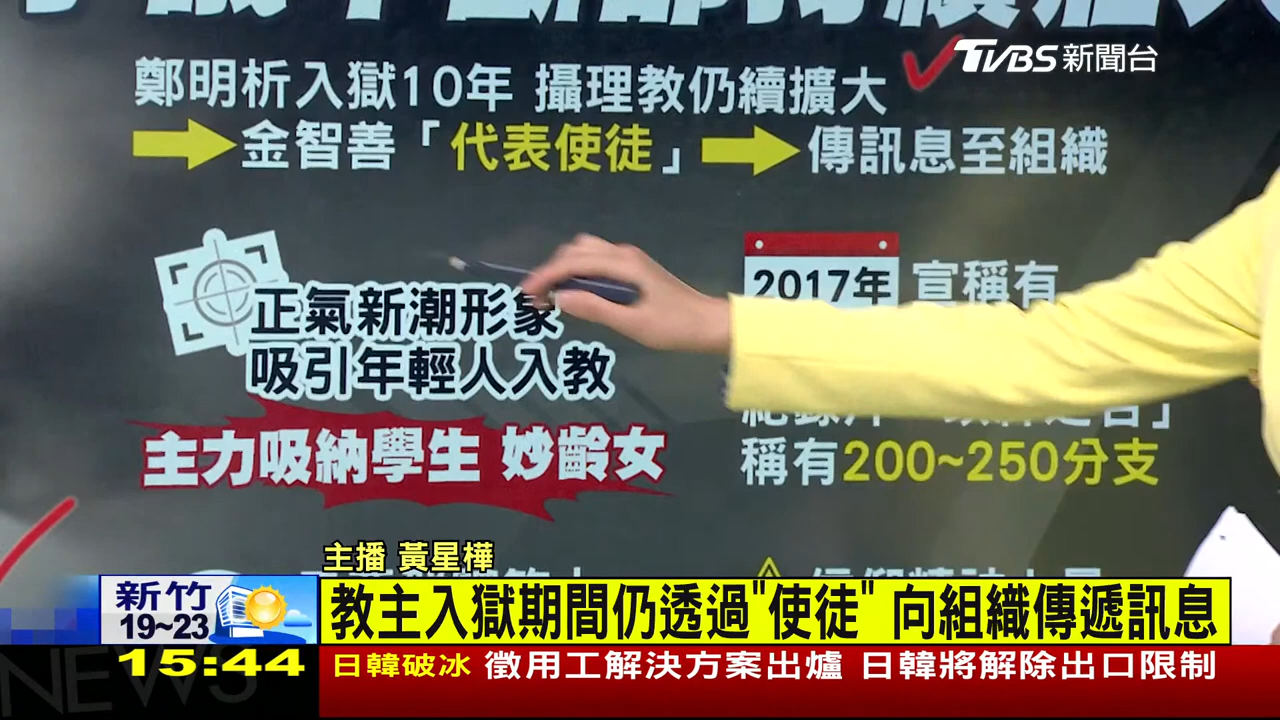 TVBS新聞台
鄭明析入獄10年 攝理教仍續擴大
金智善「代表使徒」 傳訊息至組織
正氣新潮形象
吸引年輕人入教
主力吸納學生 妙齡女
2017年 宣稱有
稱有200~250分支
主播 黃星樺
新竹
19~23
教主入獄期間仍透過"使徒" 向組織傳遞訊息
15:44
日韓破冰 徵用工解決方案出爐 日韓將解除出口限制
NEWS